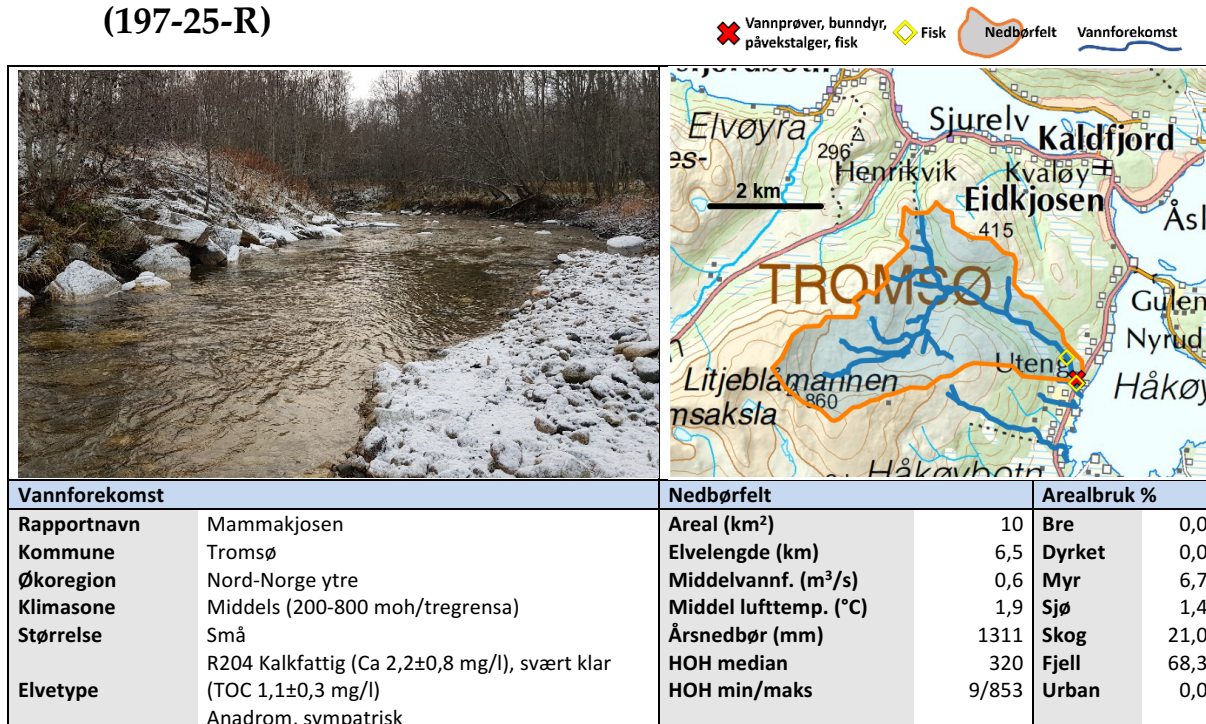 (197-25-R)
Vannprøver, bunndyr,
påvekstalger, fisk
Fisk
Nedbørfelt
Vannforekomst
Elvøyra
Sjurelv
Kaldfjord
296
es-
Henrikvik
Kvaløy
2 km
Eidkjosen
415
Åsl
TROMSØ
Gulen
Nyrud
Uteng
Litjeblåmannen
Håkøy
860
msaksla
Håkøybotn
Vannforekomst
Rapportnavn Mammakjosen
Kommune Tromsø
Økoregion Nord-Norge ytre
Klimasone Middels (200-800 moh/tregrensa)
Størrelse Små
R204 Kalkfattig (Ca 2,2±0,8 mg/l), svært klar
Elvetype (TOC 1,1±0,3 mg/l)
Anadrom, sympatrisk
Nedbørfelt
Areal (km²) 10
Elvelengde (km) 6,5
Middelvannf. (m³/s) 0,6
Middel lufttemp. (°C) 1,9
Årsnedbør (mm) 1311
HOH median 320
HOH min/maks 9/853
Arealbruk %
Bre 0,0
Dyrket 0,0
Myr 6,7
Sjø 1,4
Skog 21,0
Fjell 68,3
Urban 0,0